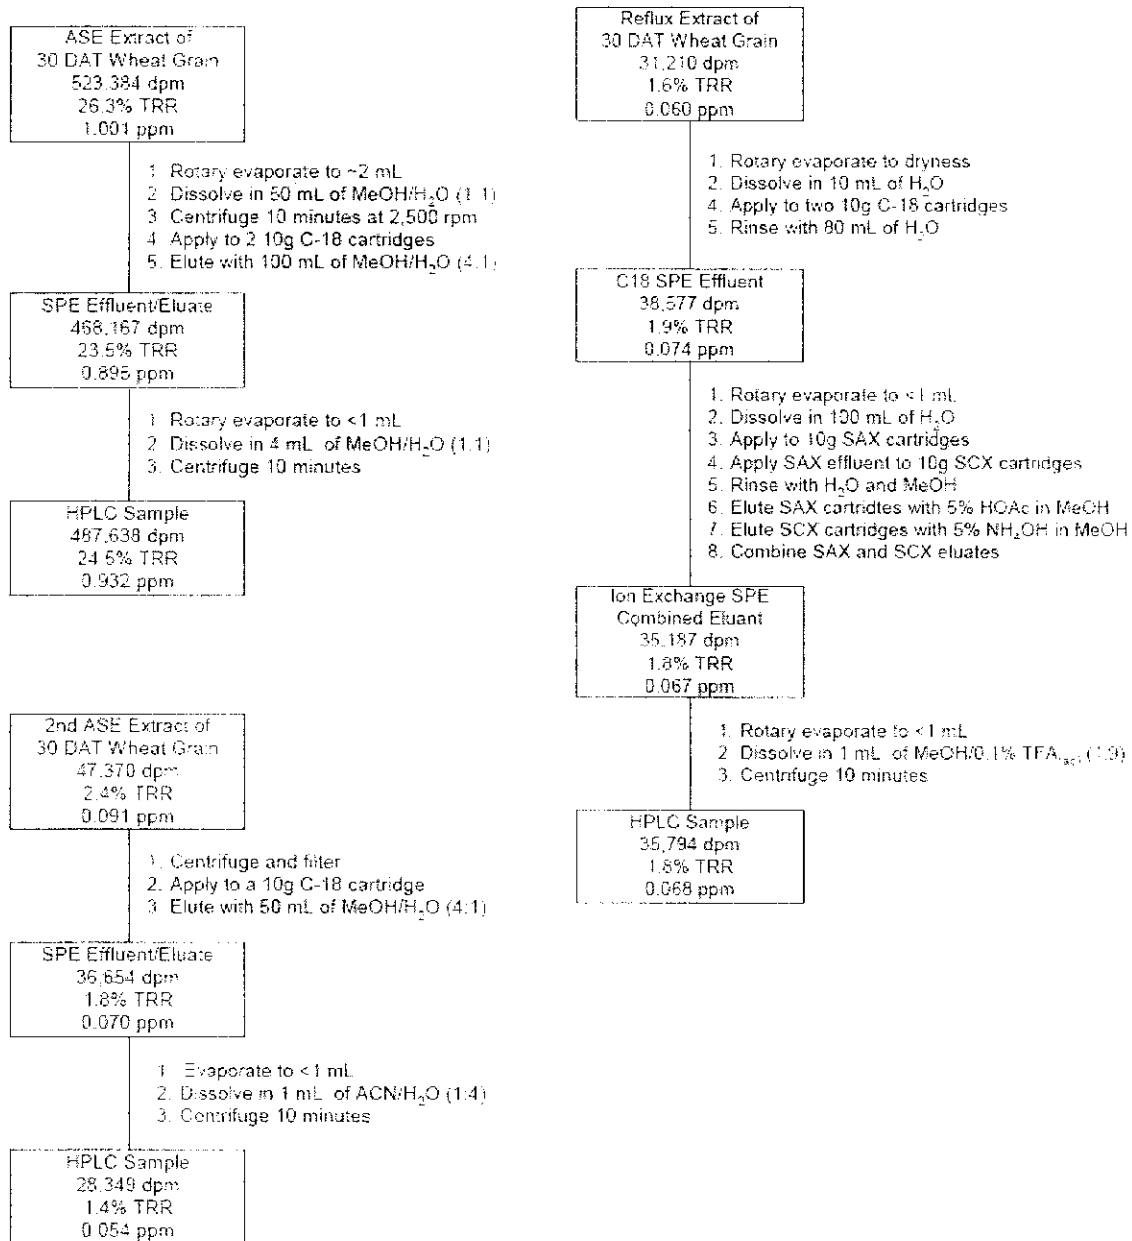 ASE Extract of
30 DAT Wheat Grain
523,384 dpm
26.3% TRR
1.001 ppm
1 Rotary evaporate to ~2 mL
2 Dissolve in 50 mL of MeOH/H2O (1:1)
3 Centrifuge 10 minutes at 2,500 rpm
4 Apply to 2 10g C-18 cartridges
5. Elute with 100 mL of MeOH/H2O (4:1)
SPE Effluent/Eluate
468,167 dpm
23.5% TRR
0.895 ppm
1 Rotary evaporate to <1 mL
2 Dissolve in 4 mL of MeOH/H2O (1:1)
3. Centrifuge 10 minutes
HPLC Sample
487,638 dpm
24.5% TRR
0.932 ppm
2nd ASE Extract of
30 DAT Wheat Grain
47,370 dpm
2.4% TRR
0.091 ppm
1. Centrifuge and filter
2. Apply to a 10g C-18 cartridge
3 Elute with 50 mL of MeOH/H2O (4:1)
SPE Effluent/Eluate
36,654 dpm
1.8% TRR
0.070 ppm
1 Evaporate to <1 mL
2. Dissolve in 1 mL of ACN/H2O (1:4)
3. Centrifuge 10 minutes
HPLC Sample
28,349 dpm
1.4% TRR
0.054 ppm
Reflux Extract of
30 DAT Wheat Grain
31,210 dpm
1.6% TRR
0.060 ppm
1. Rotary evaporate to dryness
2. Dissolve in 10 mL of H2O
4. Apply to two 10g C-18 cartridges
5. Rinse with 80 mL of H2O
C18 SPE Effluent
38,577 dpm
1.9% TRR
0.074 ppm
1. Rotary evaporate to <1 mL
2. Dissolve in 100 mL of H2O
3. Apply to 10g SAX cartridges
4. Apply SAX effluent to 10g SCX cartridges
5. Rinse with H2O and MeOH
6. Elute SAX cartridtes with 5% HOAc in MeOH
7. Elute SCX cartridges with 5% NH4OH in MeOH
8. Combine SAX and SCX eluates
Ion Exchange SPE
Combined Eluant
35,187 dpm
1.8% TRR
0.067 ppm
1. Rotary evaporate to <1 mL
2 Dissolve in 1 mL of MeOH/0.1% TFA(aq) (1:9)
3. Centrifuge 10 minutes
HPLC Sample
35,794 dpm
1.8% TRR
0.068 ppm